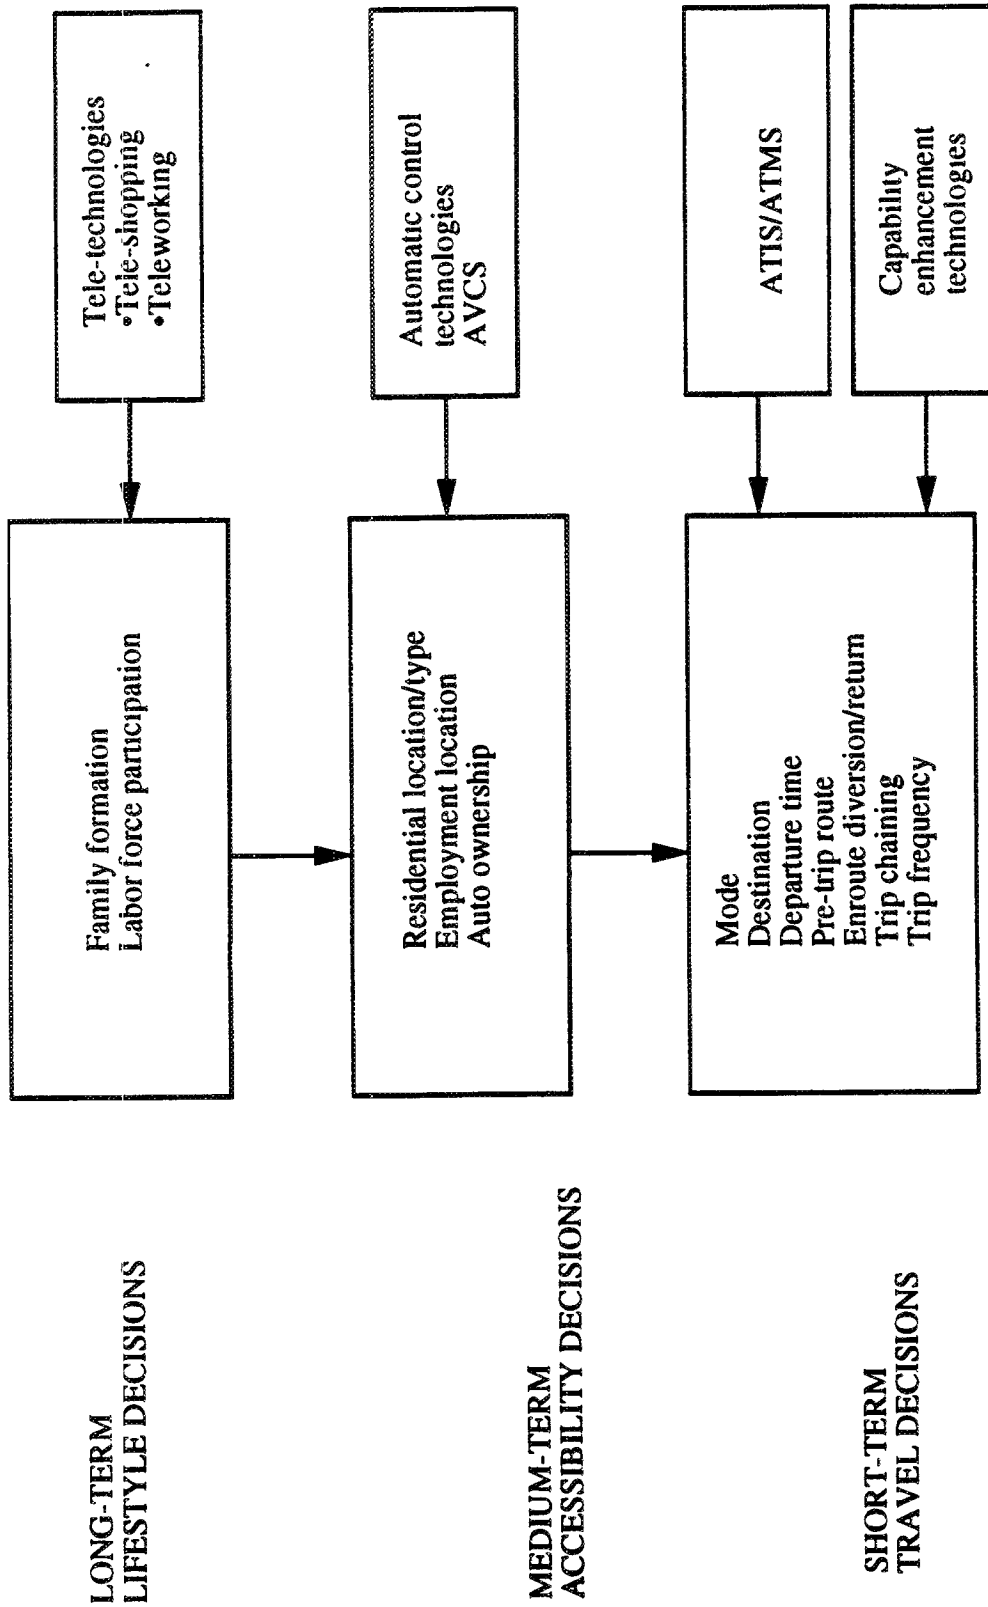 LONG-TERM
LIFESTYLE DECISIONS
Family formation
Labor force participation
Tele-technologies
•Tele-shopping
•Teleworking
MEDIUM-TERM
ACCESSIBILITY DECISIONS
Residential location/type
Employment location
Auto ownership
Automatic control
technologies
AVCS
SHORT-TERM
TRAVEL DECISIONS
Mode
Destination
Departure time
Pre-trip route
Enroute diversion/return
Trip chaining
Trip frequency
ATIS/ATMS
Capability
enhancement
technologies